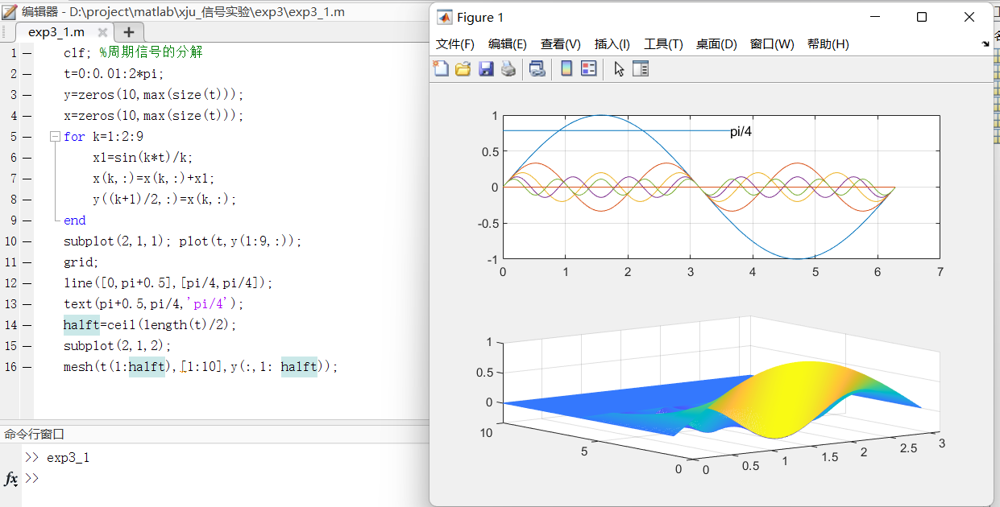 编辑器 - D:\project\matlab\xju_信号实验\exp3\exp3_1.m
exp3_1.m
1 clf; %周期信号的分解
2 t=0:0.01:2*pi;
3 y=zeros(10,max(size(t)));
4 x=zeros(10,max(size(t)));
5 for k=1:2:9
6 x1=sin(k*t)/k;
7 x(k,:)=x(k,:)+x1;
8 y((k+1)/2,:)=x(k,:);
9 end
10 subplot(2,1,1); plot(t,y(1:9,:));
11 grid;
12 line([0,pi+0.5],[pi/4,pi/4]);
13 text(pi+0.5,pi/4,'pi/4');
14 halft=ceil(length(t)/2);
15 subplot(2,1,2);
16 mesh(t(1:halft),[1:10],y(:,1: halft));
命令行窗口
>> exp3_1
fx >>
Figure 1
文件(F) 编辑(E) 查看(V) 插入(I) 工具(T) 桌面(D) 窗口(W) 帮助(H)
1
0.5
0
-0.5
-1
pi/4
0 1 2 3 4 5 6 7
1
0.5
0
10
5
0
0 0.5 1 1.5 2 2.5 3